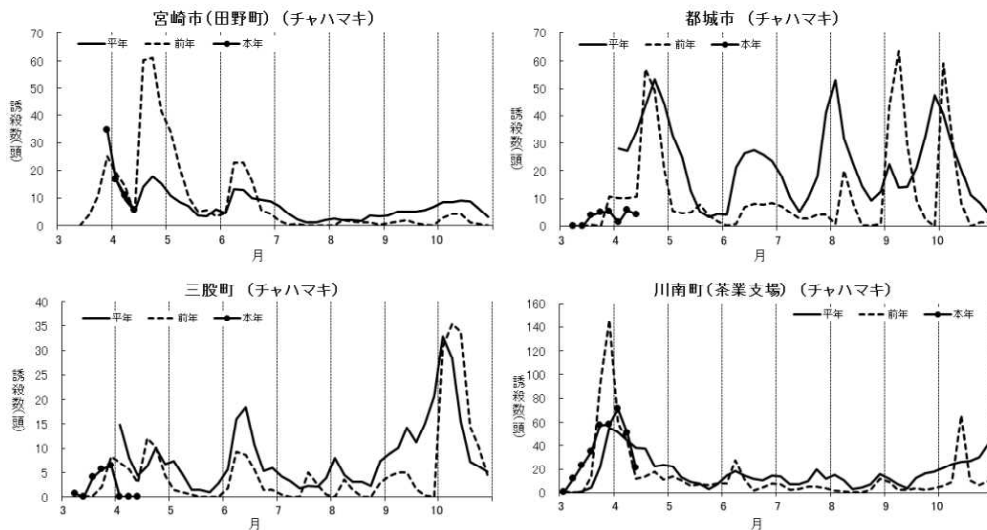 宮崎市(田野町) (チャハマキ)
平年 前年 本年
誘殺数(頭)
70
60
50
40
30
20
10
0
3 4 5 6 7 8 9 10
月
都城市 (チャハマキ)
平年 前年 本年
誘殺数(頭)
70
60
50
40
30
20
10
0
3 4 5 6 7 8 9 10
月
三股町 (チャハマキ)
平年 前年 本年
誘殺数(頭)
40
35
30
25
20
15
10
5
0
3 4 5 6 7 8 9 10
月
川南町(茶業支場) (チャハマキ)
平年 前年 本年
誘殺数(頭)
160
140
120
100
80
60
40
20
0
3 4 5 6 7 8 9 10
月